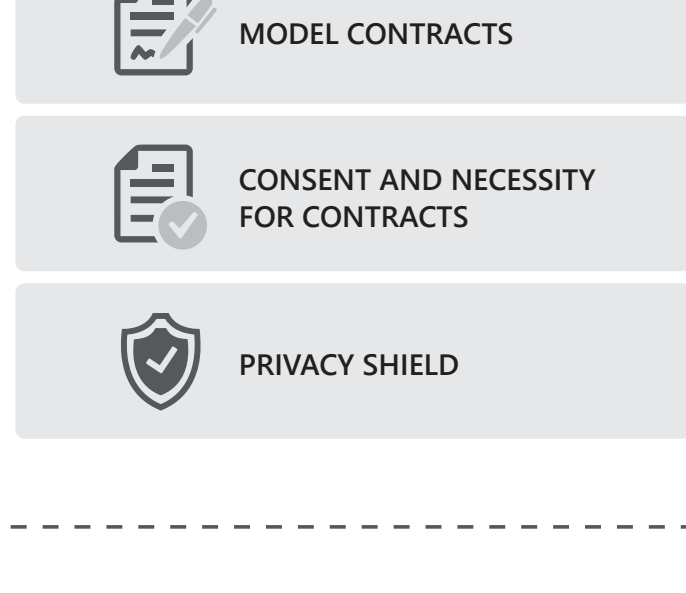 MODEL CONTRACTS
CONSENT AND NECESSITY
FOR CONTRACTS
PRIVACY SHIELD